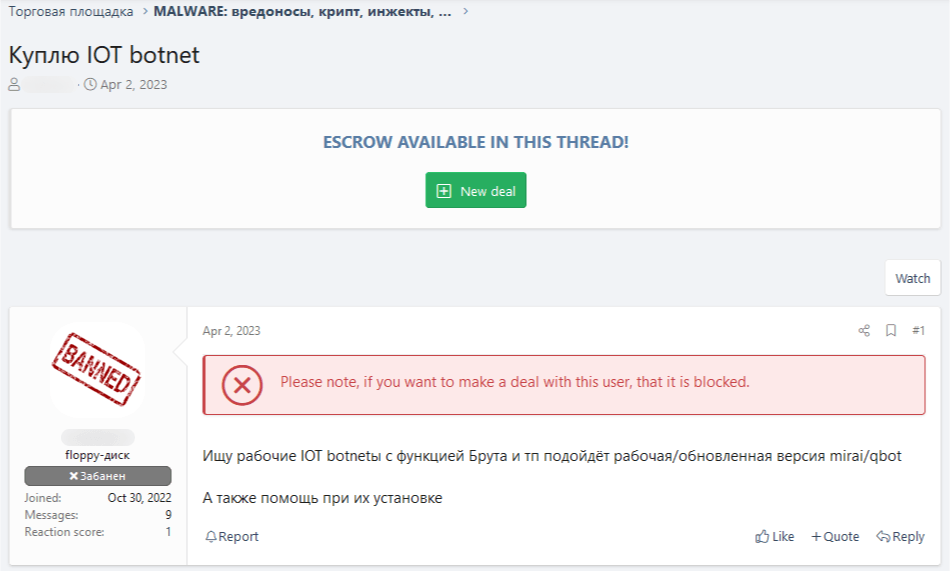 Торговая площадка > MALWARE: вредоносы, крипт, инжекты, ... >
Куплю IOT botnet
· Apr 2, 2023
ESCROW AVAILABLE IN THIS THREAD!
New deal
Watch
BANNED
floppy-диск
Забанен
Joined: Oct 30, 2022
Messages: 9
Reaction score: 1
Apr 2, 2023
#1
Please note, if you want to make a deal with this user, that it is blocked.
Ищу рабочие IOT botnetы с функцией Брута и тп подойдёт рабочая/обновленная версия mirai/qbot
А также помощь при их установке
Report
Like
+Quote
Reply